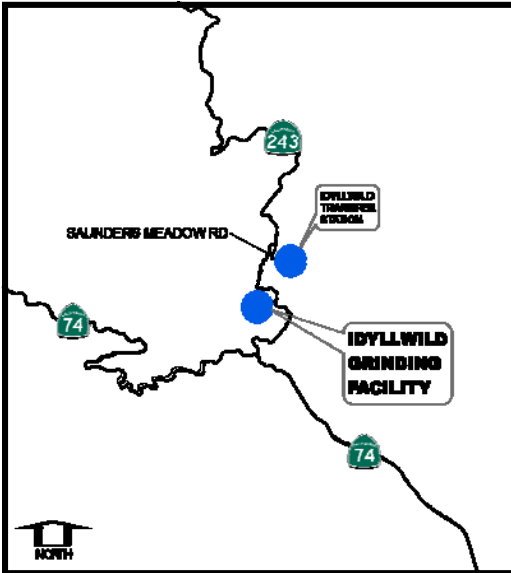 243
IDYLLWILD
TRANSFER
STATION
SAUNDERS MEADOW RD
74
IDYLLWILD
GRINDING
FACILITY
74
NORTH